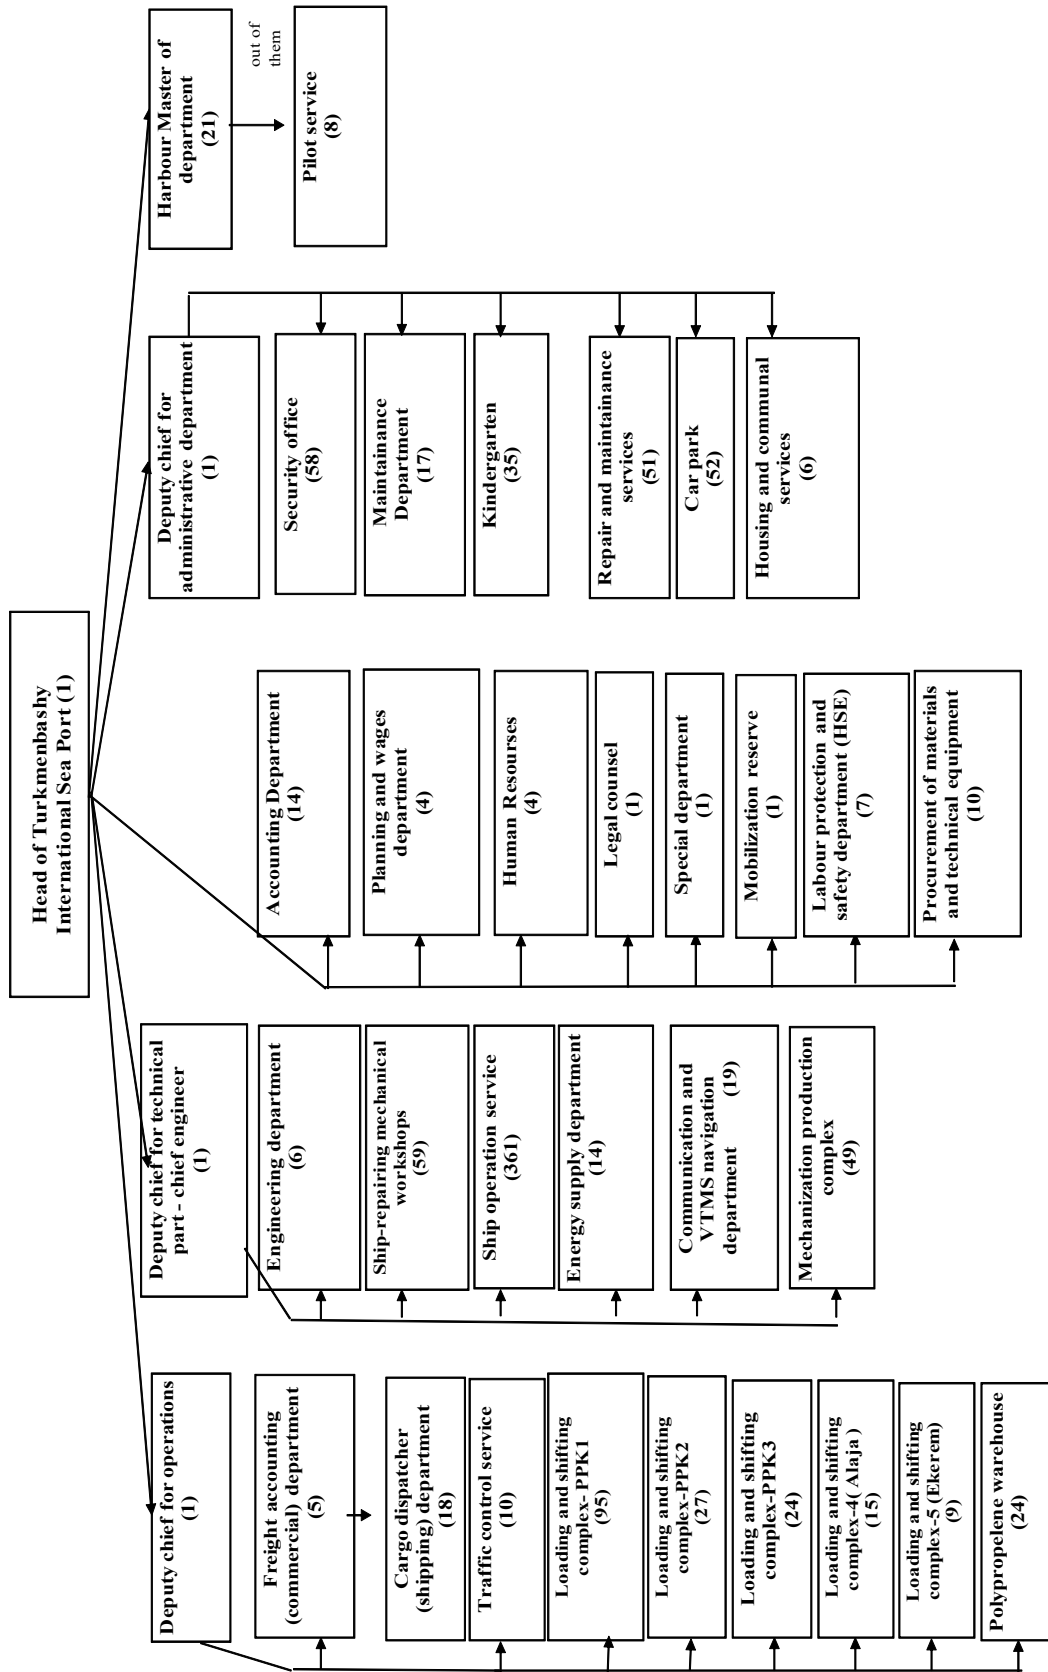 Head of Turkmenbashy
International Sea Port (1)
Deputy chief for operations
(1)
Freight accounting
(commercial) department
(5)
Cargo dispatcher
(shipping) department
(18)
Traffic control service
(10)
Loading and shifting
complex- PPK1
(95)
Loading and shifting
complex-PPK2
(27)
Loading and shifting
complex-PPK3
(24)
Loading and shifting
complex-4( Alaja )
(15)
Loading and shifting
complex-5 (Ekerem)
(9)
Polypropelene warehouse
(24)
Deputy chief for technical
part - chief engineer
(1)
Engineering department
(6)
Ship-repairing mechanical
workshops
(59)
Ship operation service
(361)
Energy supply department
(14)
Communication and
VTMS navigation
department (19)
Mechanization production
complex
(49)
Accounting Department
(14)
Planning and wages
department
(4)
Human Resourses
(4)
Legal counsel
(1)
Special department
(1)
Mobilization reserve
(1)
Labour protection and
safety department (HSE)
(7)
Procurement of materials
and technical equipment
(10)
Deputy chief for
administrative department
(1)
Security office
(58)
Maintainance
Department
(17)
Kindergarten
(35)
Repair and maintainance
services
(51)
Car park
(52)
Housing and communal
services
(6)
Harbour Master of
department
(21)
out of
them
Pilot service
(8)